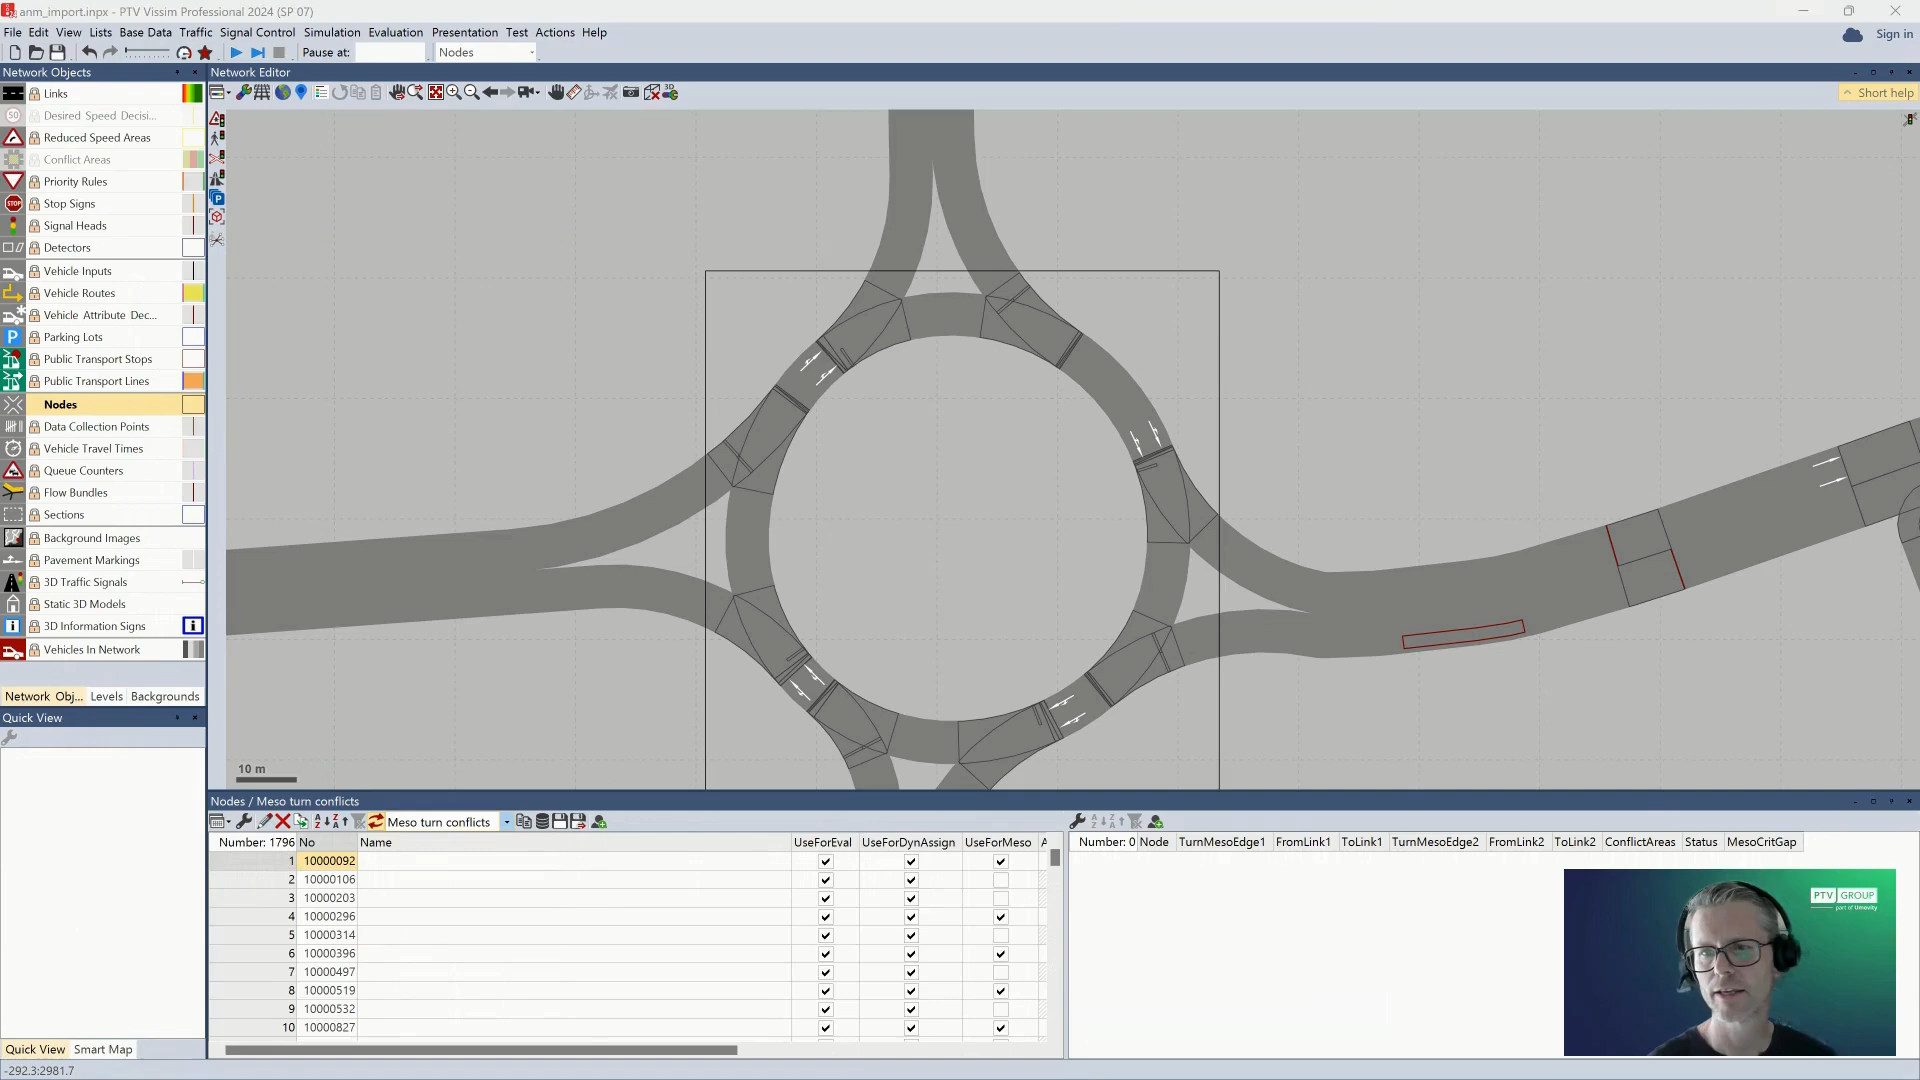 anm_import.inpx - PTV Vissim Professional 2024 (SP 07)
File Edit View Lists Base Data Traffic Signal Control Simulation Evaluation Presentation Test Actions Help
Sign in
Pause at:
Nodes
Network Objects
Network Editor
Short help
Links
50 Desired Speed Decisi...
Reduced Speed Areas
Conflict Areas
Priority Rules
STOP Stop Signs
Signal Heads
Detectors
Vehicle Inputs
Vehicle Routes
Vehicle Attribute Dec...
P Parking Lots
Public Transport Stops
Public Transport Lines
Nodes
Data Collection Points
Vehicle Travel Times
Queue Counters
Flow Bundles
Sections
Background Images
Pavement Markings
3D Traffic Signals
Static 3D Models
3D Information Signs
Vehicles In Network
Network Obj... Levels Backgrounds
Quick View
10 m
Nodes / Meso turn conflicts
Meso turn conflicts
Number: 1796 No Name UseForEval UseForDynAssign UseForMeso A
1 10000092
2 10000106
3 10000203
4 10000296
5 10000314
6 10000396
7 10000497
8 10000519
9 10000532
10 10000827
Number: 0 Node TurnMesoEdge1 FromLink1 ToLink1 TurnMesoEdge2 FromLink2 ToLink2 ConflictAreas Status MesoCritGap
PTV GROUP
part of Umovity
Quick View Smart Map
-292.3:2981.7